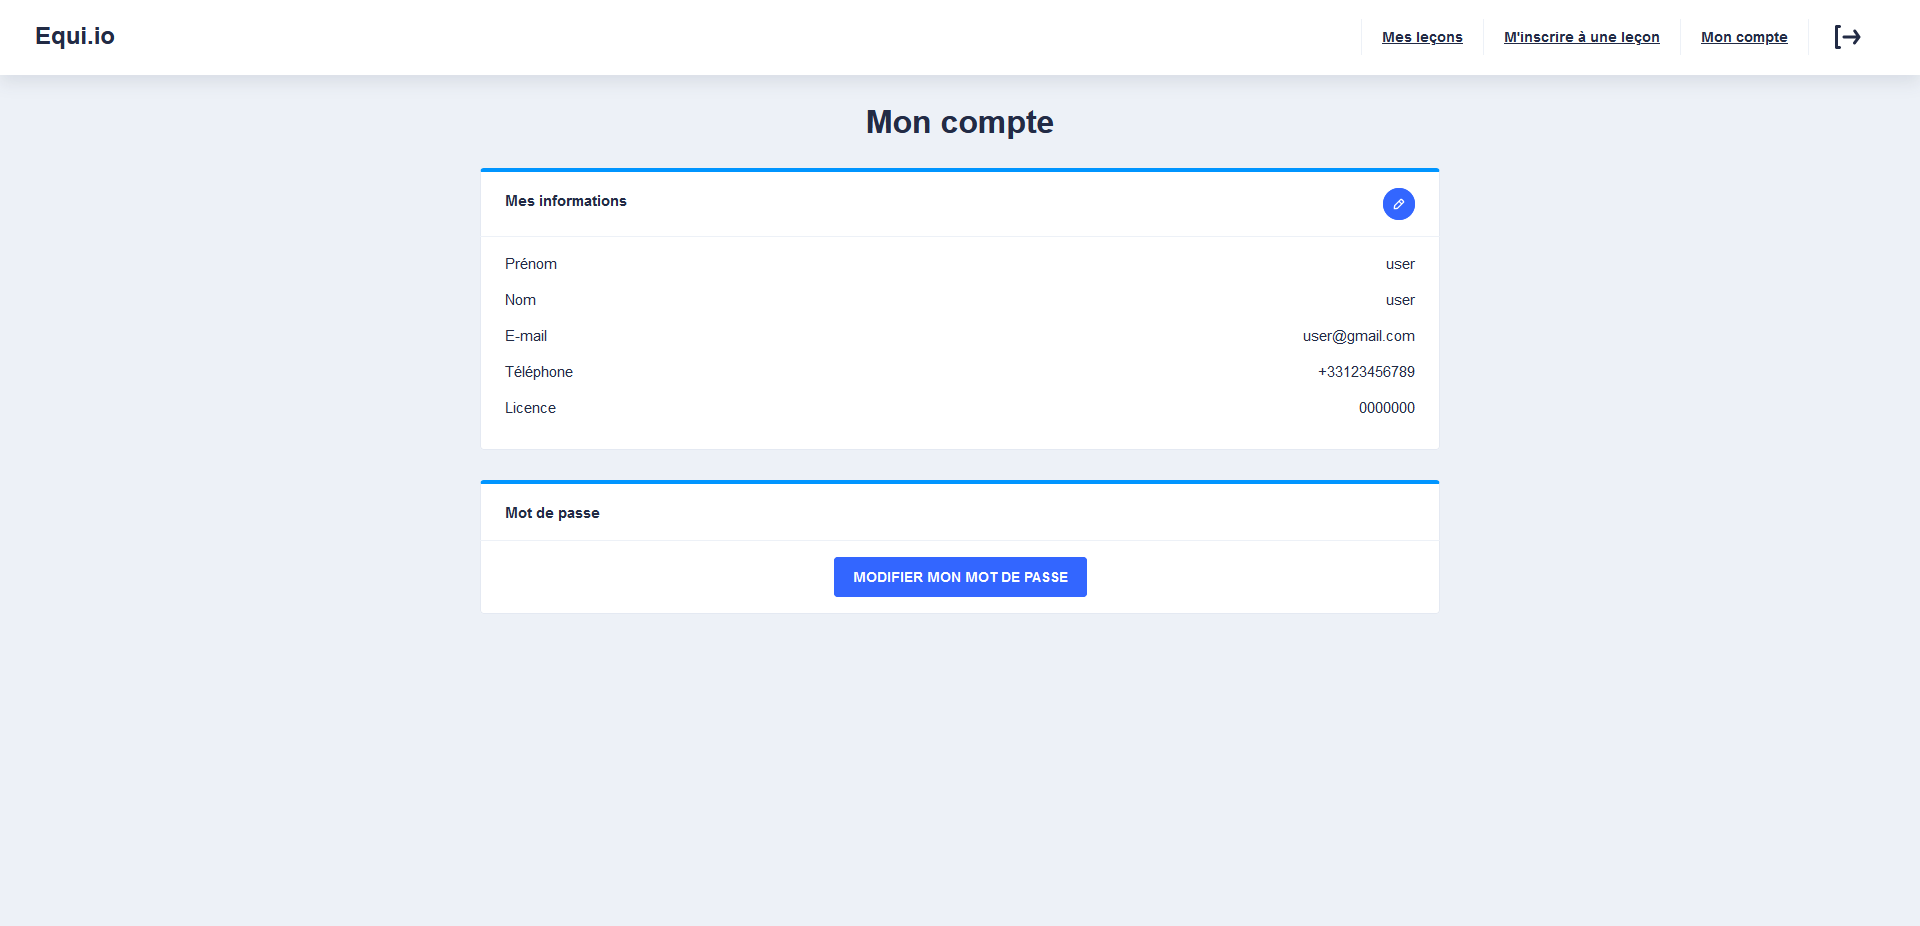 Equi.io
Mes leçons
M'inscrire à une leçon
Mon compte
Mon compte
Mes informations
Prénom user
Nom user
E-mail user@gmail.com
Téléphone +33123456789
Licence 0000000
Mot de passe
MODIFIER MON MOT DE PASSE